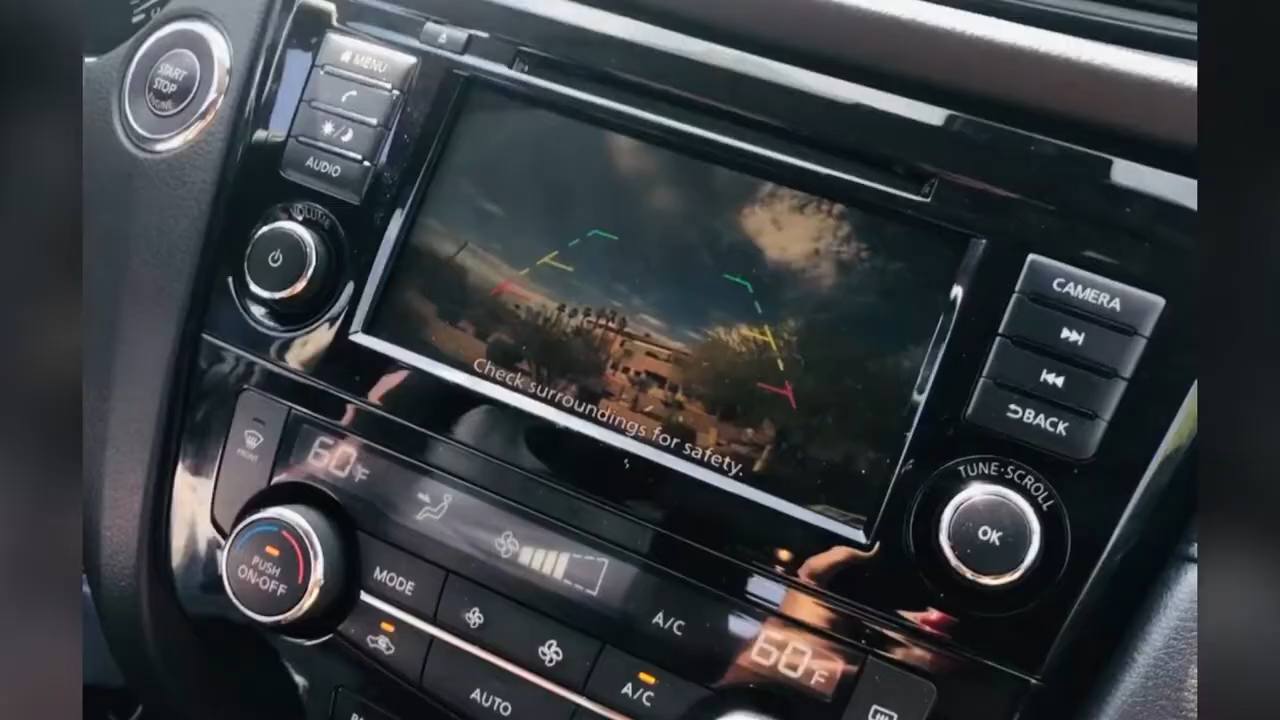 START
STOP
ENGINE
MENU
AUDIO
VOLUME
CAMERA
BACK
TUNE·SCROLL
OK
Check surroundings for safety.
FRONT
60°F
PUSH
ON·OFF
MODE
A/C
60°F
AUTO
A/C